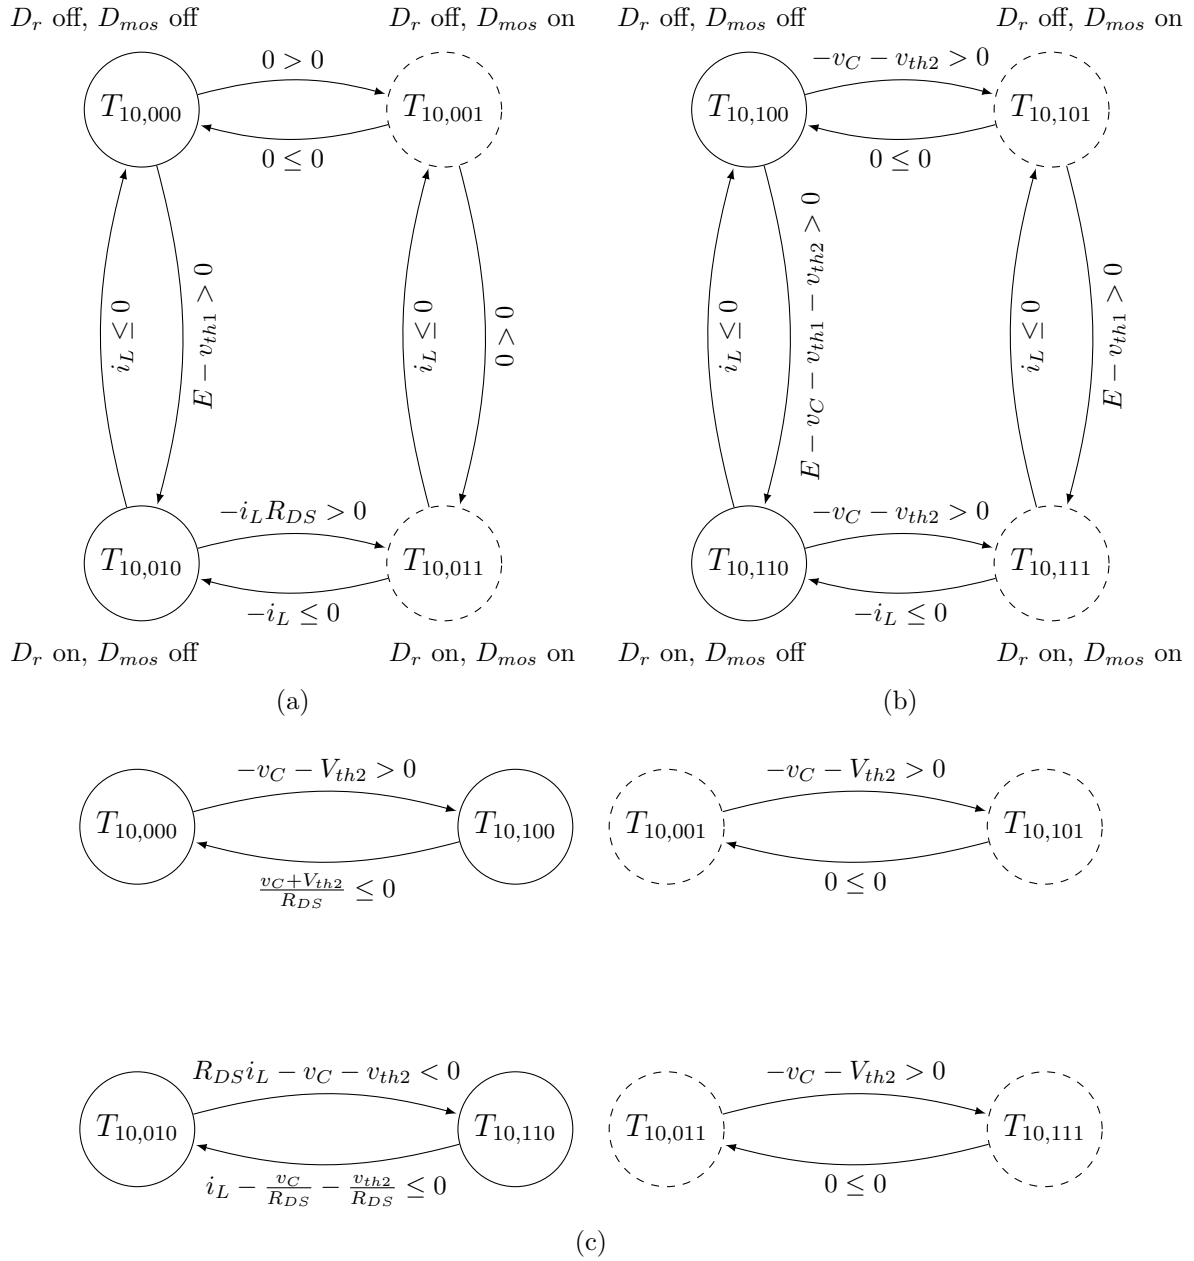 D_r off, D_mos off
D_r off, D_mos on
D_r off, D_mos off
D_r off, D_mos on
0 > 0
T_10,000
T_10,001
0 ≤ 0
i_L ≤ 0
E − v_th1 > 0
i_L ≤ 0
0 > 0
−i_L R_DS > 0
T_10,010
T_10,011
−i_L ≤ 0
D_r on, D_mos off
D_r on, D_mos on
(a)
−v_C − v_th2 > 0
T_10,100
T_10,101
0 ≤ 0
i_L ≤ 0
E − v_C − v_th1 − v_th2 > 0
i_L ≤ 0
E − v_th1 > 0
−v_C − v_th2 > 0
T_10,110
T_10,111
−i_L ≤ 0
D_r on, D_mos off
D_r on, D_mos on
(b)
−v_C − V_th2 > 0
T_10,000
T_10,100
(v_C+V_th2)/R_DS ≤ 0
−v_C − V_th2 > 0
T_10,001
T_10,101
0 ≤ 0
R_DS i_L − v_C − v_th2 < 0
T_10,010
T_10,110
i_L − v_C/R_DS − v_th2/R_DS ≤ 0
−v_C − V_th2 > 0
T_10,011
T_10,111
0 ≤ 0
(c)